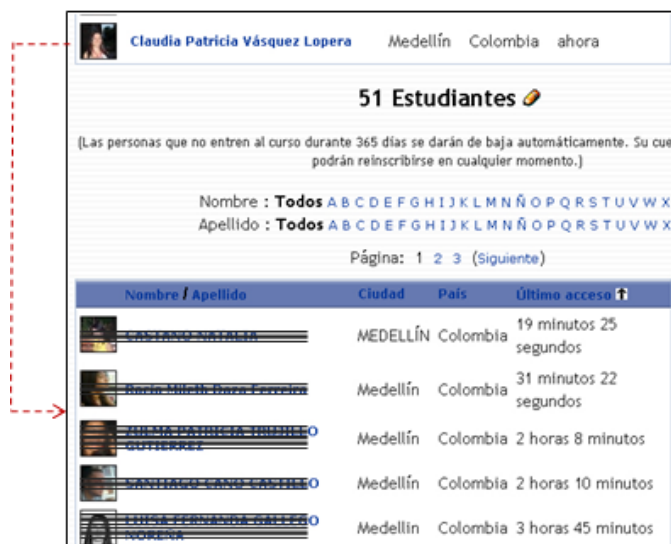 Claudia Patricia Vásquez Lopera Medellín Colombia ahora
51 Estudiantes
(Las personas que no entren al curso durante 365 días se darán de baja automáticamente. Su
podrán reinscribirse en cualquier momento.)
Nombre : Todos A B C D E F G H I J K L M N Ñ O P Q R S T U V W X
Apellido : Todos A B C D E F G H I J K L M N Ñ O P Q R S T U V W X
Página: 1 2 3 (Siguiente)
Nombre / Apellido Ciudad País Último acceso
MEDELLÍN Colombia 19 minutos 25
segundos
Medellín Colombia 31 minutos 22
segundos
Medellín Colombia 2 horas 8 minutos
Medellín Colombia 2 horas 10 minutos
Medellin Colombia 3 horas 45 minutos